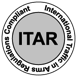 International Traffic in Arms Regulations Compliant
ITAR